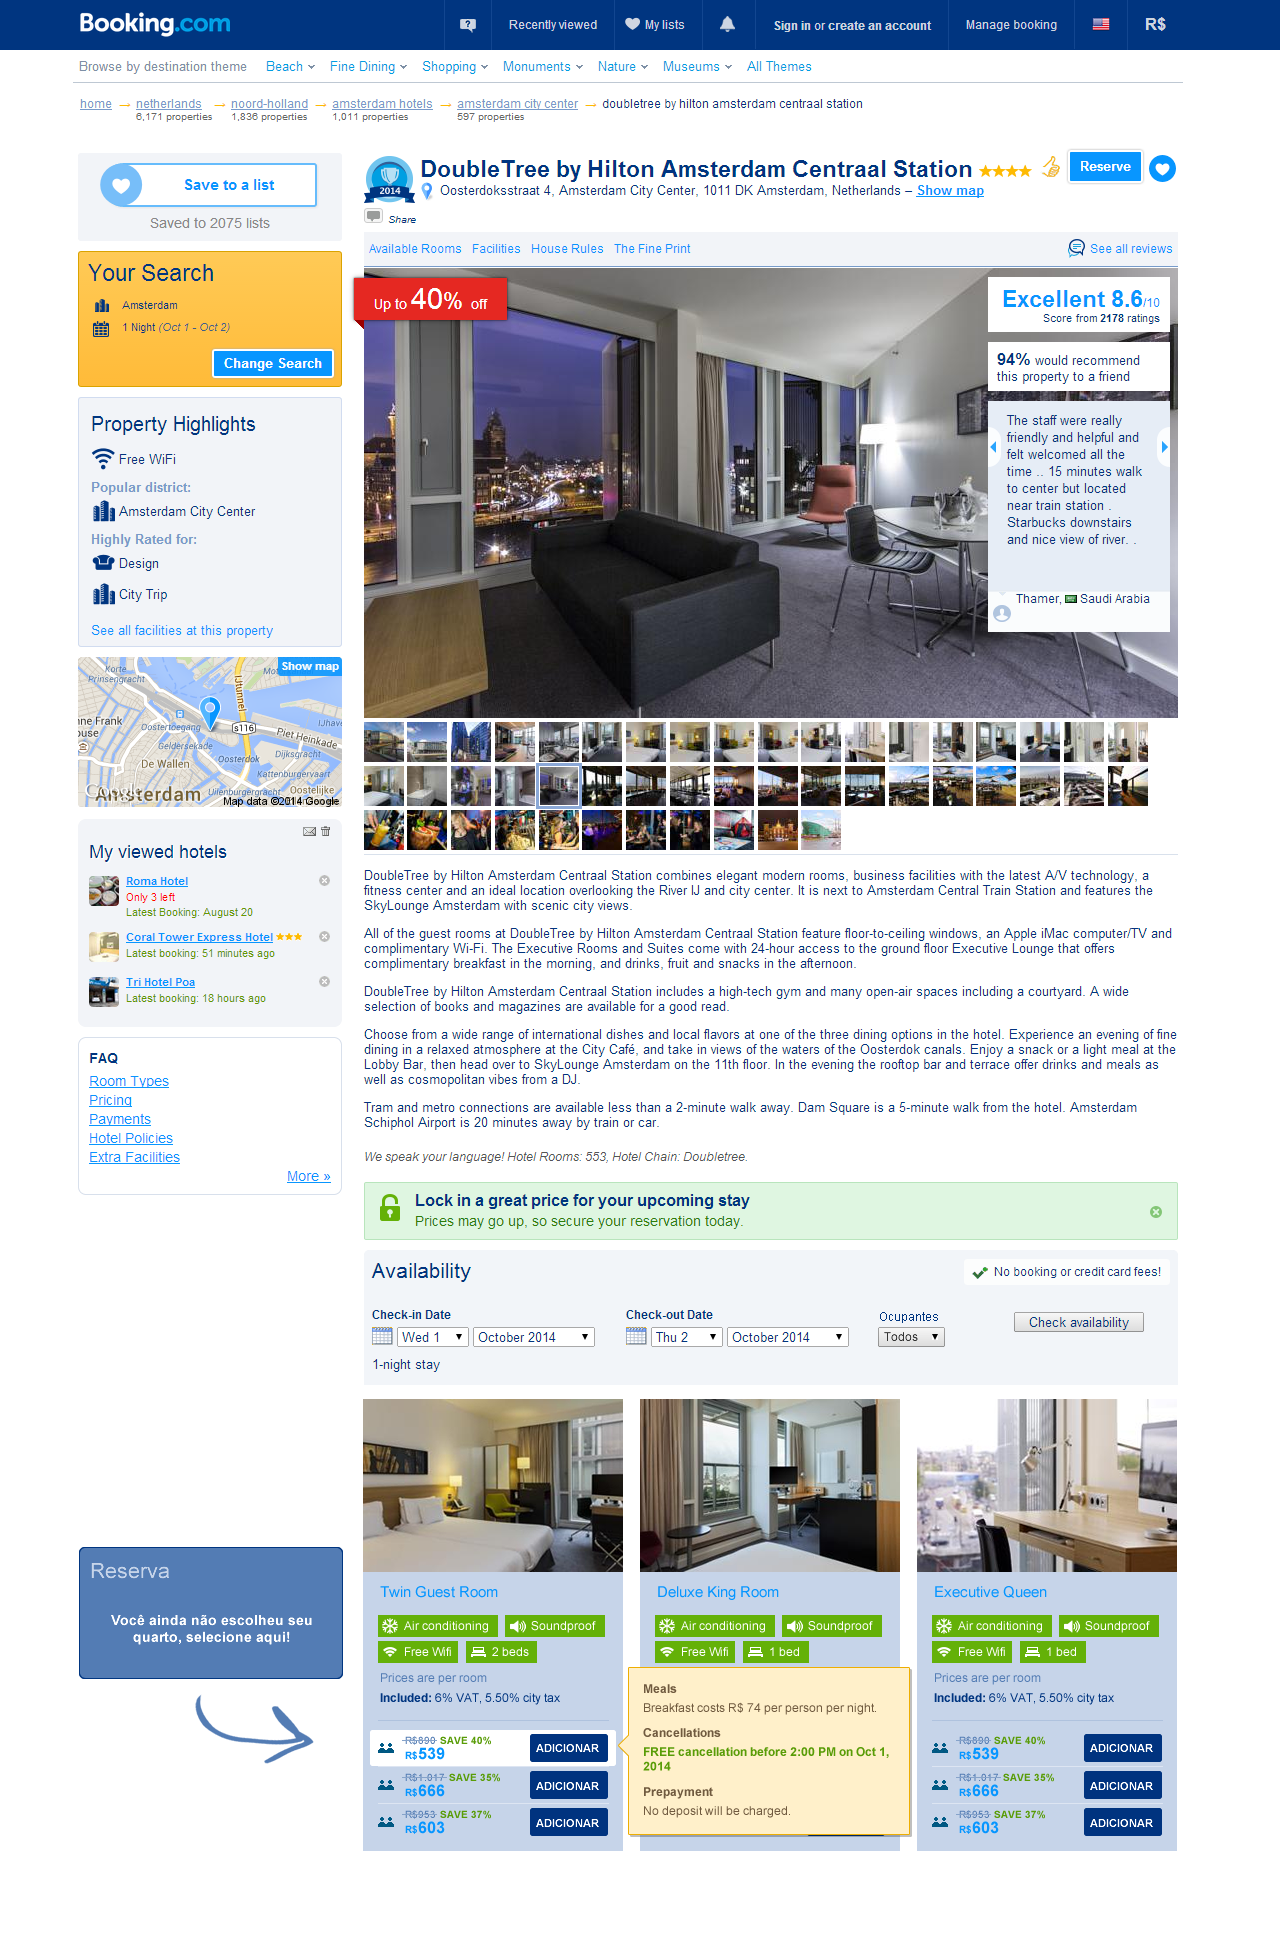 Booking.com
Recently viewed
My lists
Sign in or create an account
Manage booking
R$
Browse by destination theme
Beach
Fine Dining
Shopping
Monuments
Nature
Museums
All Themes
home
netherlands
noord-holland
amsterdam hotels
amsterdam city center
doubletree by hilton amsterdam centraal station
6,171 properties
1,836 properties
1,011 properties
597 properties
Save to a list
Saved to 2075 lists
Your Search
Amsterdam
1 Night (Oct 1 - Oct 2)
Change Search
Property Highlights
Free WiFi
Popular district:
Amsterdam City Center
Highly Rated for:
Design
City Trip
See all facilities at this property
Show map
Korte
Prinsengracht
IJtunnel
s116
Oostertoegang
Piet Heinkade
Geldersekade
Dijksgracht
De Wallen
Oosterdok
Kattenburgervaart
Oostelijke
Amsterdam
Map data ©2014 Google
My viewed hotels
Roma Hotel
Only 3 left
Latest Booking: August 20
Coral Tower Express Hotel
Latest booking: 51 minutes ago
Tri Hotel Poa
Latest booking: 18 hours ago
FAQ
Room Types
Pricing
Payments
Hotel Policies
Extra Facilities
More »
Reserva
Você ainda não escolheu seu
quarto, selecione aqui!
2014
DoubleTree by Hilton Amsterdam Centraal Station
Reserve
Oosterdoksstraat 4, Amsterdam City Center, 1011 DK Amsterdam, Netherlands – Show map
Share
Available Rooms
Facilities
House Rules
The Fine Print
See all reviews
Up to 40% off
Excellent 8.6/10
Score from 2178 ratings
94% would recommend
this property to a friend
The staff were really
friendly and helpful and
felt welcomed all the
time .. 15 minutes walk
to center but located
near train station .
Starbucks downstairs
and nice view of river. .
Thamer, Saudi Arabia
DoubleTree by Hilton Amsterdam Centraal Station combines elegant modern rooms, business facilities with the latest A/V technology, a
fitness center and an ideal location overlooking the River IJ and city center. It is next to Amsterdam Central Train Station and features the
SkyLounge Amsterdam with scenic city views.
All of the guest rooms at DoubleTree by Hilton Amsterdam Centraal Station feature floor-to-ceiling windows, an Apple iMac computer/TV and
complimentary Wi-Fi. The Executive Rooms and Suites come with 24-hour access to the ground floor Executive Lounge that offers
complimentary breakfast in the morning, and drinks, fruit and snacks in the afternoon.
DoubleTree by Hilton Amsterdam Centraal Station includes a high-tech gym and many open-air spaces including a courtyard. A wide
selection of books and magazines are available for a good read.
Choose from a wide range of international dishes and local flavors at one of the three dining options in the hotel. Experience an evening of fine
dining in a relaxed atmosphere at the City Café, and take in views of the waters of the Oosterdok canals. Enjoy a snack or a light meal at the
Lobby Bar, then head over to SkyLounge Amsterdam on the 11th floor. In the evening the rooftop bar and terrace offer drinks and meals as
well as cosmopolitan vibes from a DJ.
Tram and metro connections are available less than a 2-minute walk away. Dam Square is a 5-minute walk from the hotel. Amsterdam
Schiphol Airport is 20 minutes away by train or car.
We speak your language! Hotel Rooms: 553, Hotel Chain: Doubletree.
Lock in a great price for your upcoming stay
Prices may go up, so secure your reservation today.
Availability
No booking or credit card fees!
Check-in Date
Check-out Date
Ocupantes
Wed 1
October 2014
Thu 2
October 2014
Todos
Check availability
1-night stay
Twin Guest Room
Air conditioning
Soundproof
Free Wifi
2 beds
Prices are per room
Included: 6% VAT, 5.50% city tax
R$890 SAVE 40%
R$539
ADICIONAR
R$1.017 SAVE 35%
R$666
ADICIONAR
R$953 SAVE 37%
R$603
ADICIONAR
Deluxe King Room
Air conditioning
Soundproof
Free Wifi
1 bed
Meals
Breakfast costs R$ 74 per person per night.
Cancellations
FREE cancellation before 2:00 PM on Oct 1,
2014
Prepayment
No deposit will be charged.
Executive Queen
Air conditioning
Soundproof
Free Wifi
1 bed
Prices are per room
Included: 6% VAT, 5.50% city tax
R$890 SAVE 40%
R$539
ADICIONAR
R$1.017 SAVE 35%
R$666
ADICIONAR
R$953 SAVE 37%
R$603
ADICIONAR